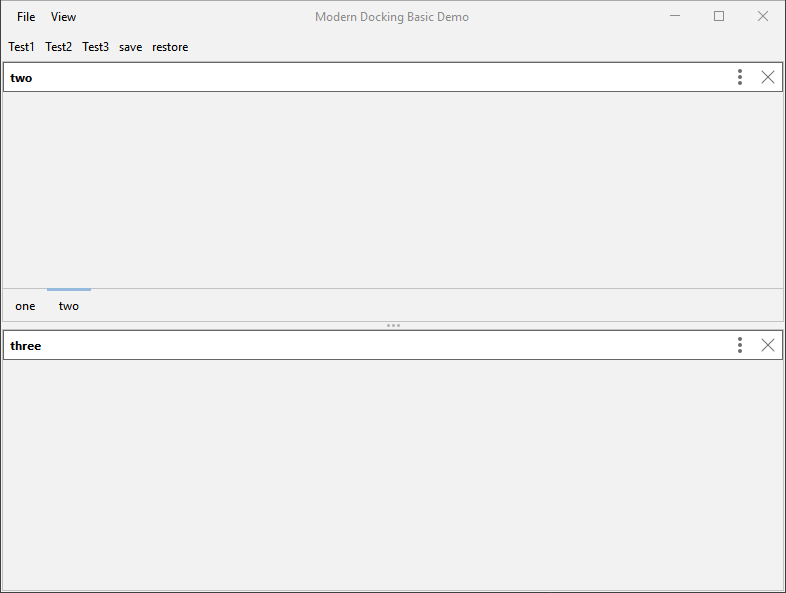 File View Modern Docking Basic Demo
Test1 Test2 Test3 save restore
two
one two
three